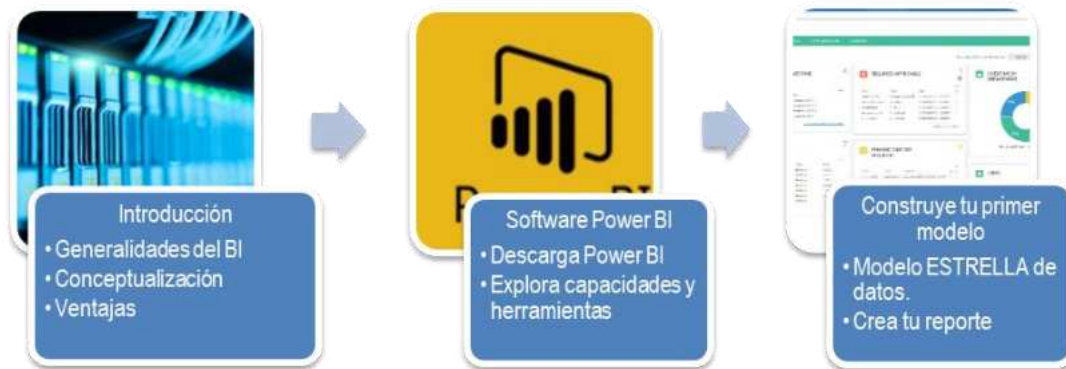 Introducción
• Generalidades del BI
• Conceptualización
• Ventajas
Software Power BI
• Descarga Power BI
• Explora capacidades y
herramientas
Construye tu primer
modelo
• Modelo ESTRELLA de
datos.
• Crea tu reporte